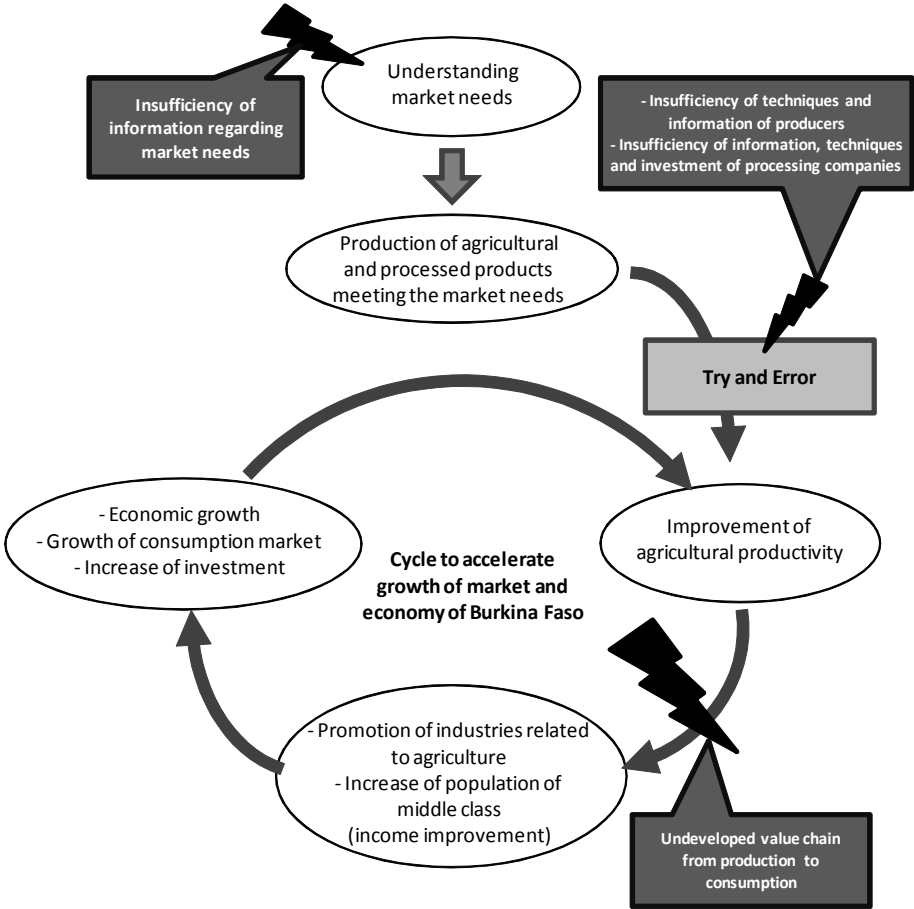 Understanding
market needs
Insufficiency of
information regarding
market needs
- Insufficiency of techniques and
information of producers
- Insufficiency of information, techniques
and investment of processing companies
Production of agricultural
and processed products
meeting the market needs
Try and Error
- Economic growth
- Growth of consumption market
- Increase of investment
Improvement of
agricultural productivity
Cycle to accelerate
growth of market and
economy of Burkina Faso
- Promotion of industries related
to agriculture
- Increase of population of
middle class
(income improvement)
Undeveloped value chain
from production to
consumption